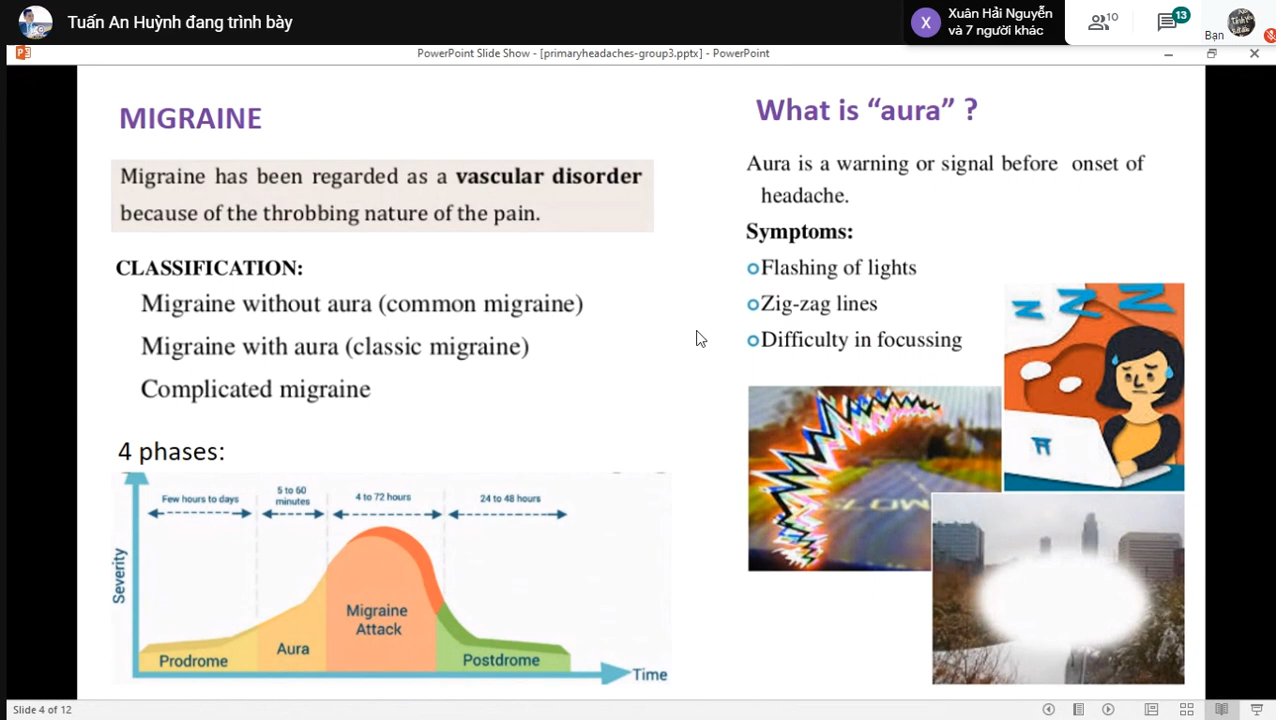 Tuấn An Huỳnh đang trình bày
X
Xuân Hải Nguyễn
và 7 người khác
10
13
Bạn
PowerPoint Slide Show - [primaryheadaches-group3.pptx] - PowerPoint
MIGRAINE
Migraine has been regarded as a vascular disorder
because of the throbbing nature of the pain.
CLASSIFICATION:
Migraine without aura (common migraine)
Migraine with aura (classic migraine)
Complicated migraine
4 phases:
Few hours to days
5 to 60
minutes
4 to 72 hours
24 to 48 hours
Severity
Migraine
Attack
Aura
Prodrome
Postdrome
Time
What is “aura” ?
Aura is a warning or signal before onset of
headache.
Symptoms:
Flashing of lights
Zig-zag lines
Difficulty in focussing
SLOW
Slide 4 of 12